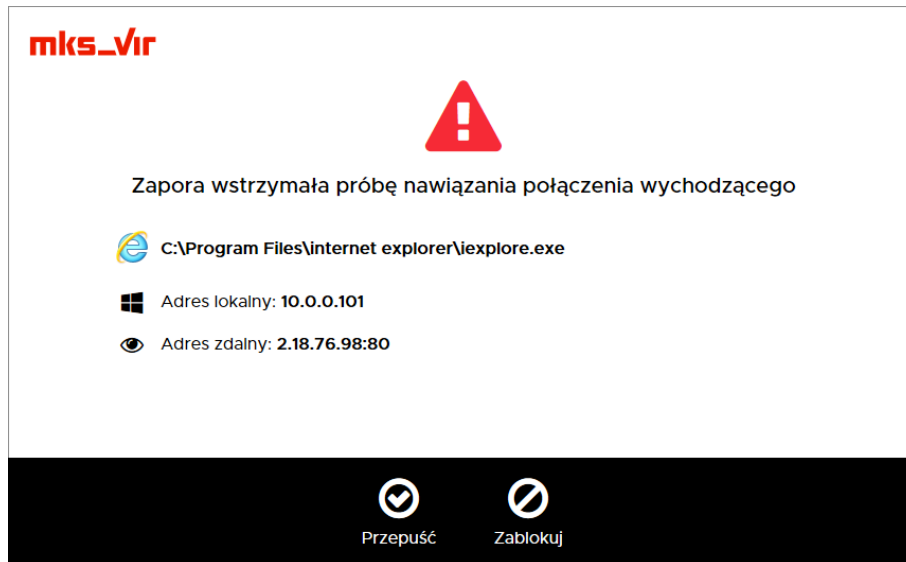 mks_vir
Zapora wstrzymała próbę nawiązania połączenia wychodzącego
C:\Program Files\internet explorer\iexplore.exe
Adres lokalny: 10.0.0.101
Adres zdalny: 2.18.76.98:80
Przepuść
Zablokuj